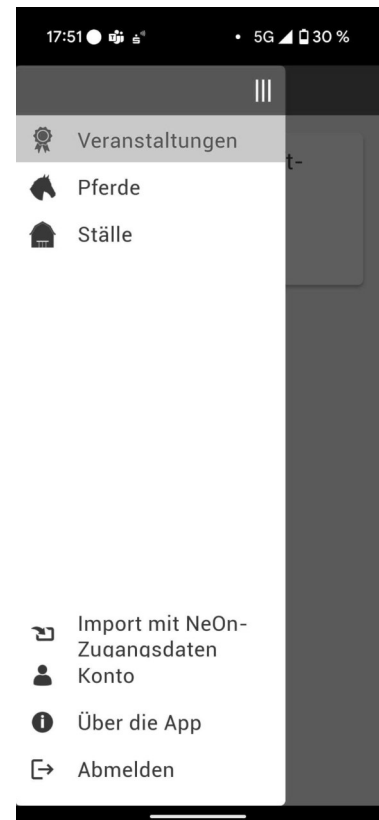 17:51 • 5G 30 %
Veranstaltungen
t-
Pferde
Ställe
Import mit NeOn-
Zugangsdaten
Konto
Über die App
Abmelden